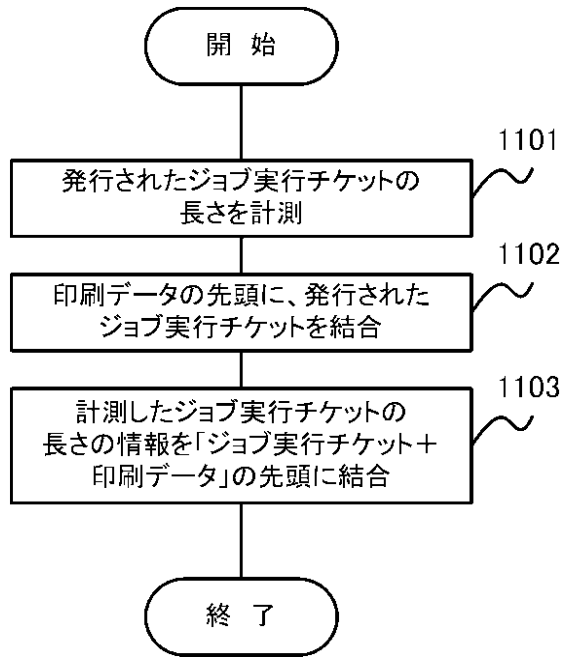 開 始
1101
発行されたジョブ実行チケットの
長さを計測
1102
印刷データの先頭に、発行された
ジョブ実行チケットを結合
1103
計測したジョブ実行チケットの
長さの情報を「ジョブ実行チケット＋
印刷データ」の先頭に結合
終 了